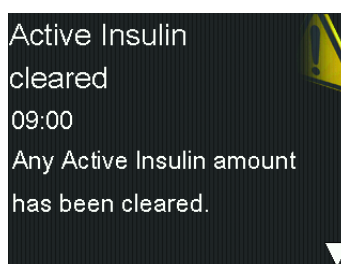 Active Insulin
cleared
09:00
Any Active Insulin amount
has been cleared.